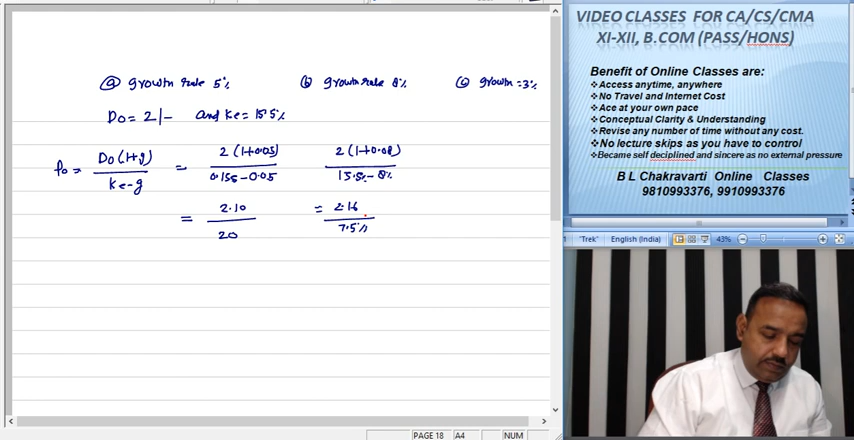 ⓐ growth rate 5% ⓑ growth rate 8% ⓒ growth = 3%
D0 = 2/- and Ke = 15.5%
P0 = D0(1+g) / Ke-g = 2(1+0.05) / 0.155-0.05 2(1+0.08) / 15.5%-8%
= 2.10 / 20 = 2.16 / 7.5%
VIDEO CLASSES FOR CA/CS/CMA
XI-XII, B.COM (PASS/HONS)
Benefit of Online Classes are:
❖Access anytime, anywhere
❖No Travel and Internet Cost
❖Ace at your own pace
❖Conceptual Clarity & Understanding
❖Revise any number of time without any cost.
❖No lecture skips as you have to control
❖Became self deciplined and sincere as no external pressure
B L Chakravarti Online Classes
9810993376, 9910993376
"Trek" English (India) 43%
PAGE 18 A4 NUM